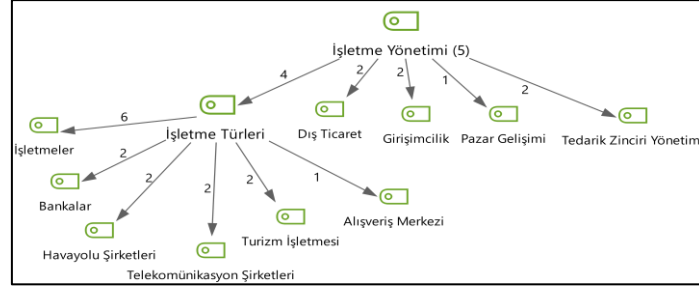 İşletme Yönetimi (5)
4
2
2
1
2
İşletme Türleri
Dış Ticaret
Girişimcilik
Pazar Gelişimi
Tedarik Zinciri Yönetim
6
2
2
2
2
1
İşletmeler
Bankalar
Havayolu Şirketleri
Telekomünikasyon Şirketleri
Turizm İşletmesi
Alışveriş Merkezi